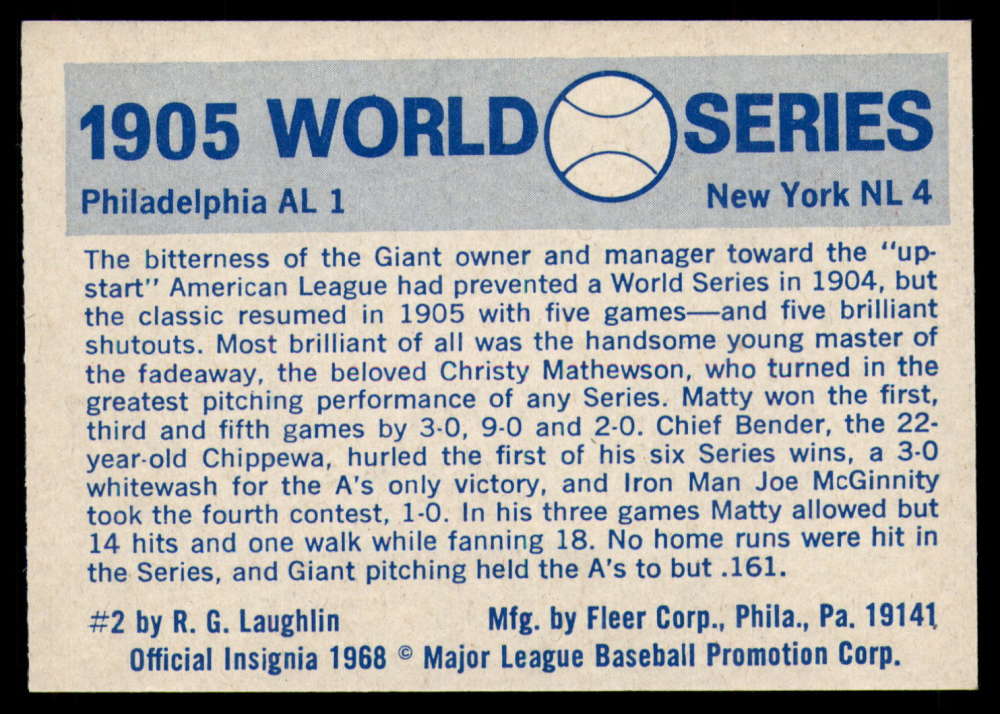 1905 WORLD SERIES
Philadelphia AL 1 New York NL 4
The bitterness of the Giant owner and manager toward the "up-
start" American League had prevented a World Series in 1904, but
the classic resumed in 1905 with five games—and five brilliant
shutouts. Most brilliant of all was the handsome young master of
the fadeaway, the beloved Christy Mathewson, who turned in the
greatest pitching performance of any Series. Matty won the first,
third and fifth games by 3-0, 9-0 and 2-0. Chief Bender, the 22-
year-old Chippewa, hurled the first of his six Series wins, a 3-0
whitewash for the A's only victory, and Iron Man Joe McGinnity
took the fourth contest, 1-0. In his three games Matty allowed but
14 hits and one walk while fanning 18. No home runs were hit in
the Series, and Giant pitching held the A's to but .161.
#2 by R. G. Laughlin Mfg. by Fleer Corp., Phila., Pa. 19141
Official Insignia 1968 © Major League Baseball Promotion Corp.